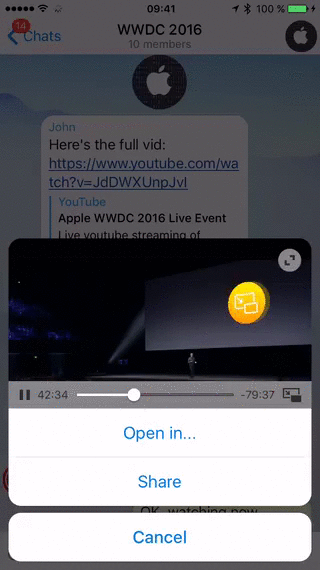 09:41
100 %
14
Chats
WWDC 2016
10 members
John
Here's the full vid:
https://www.youtube.com/wa
tch?v=JdDWXUnpJvI
YouTube
Apple WWDC 2016 Live Event
Live youtube streaming of
42:34
-79:37
Open in...
Share
OK, watching now
Cancel